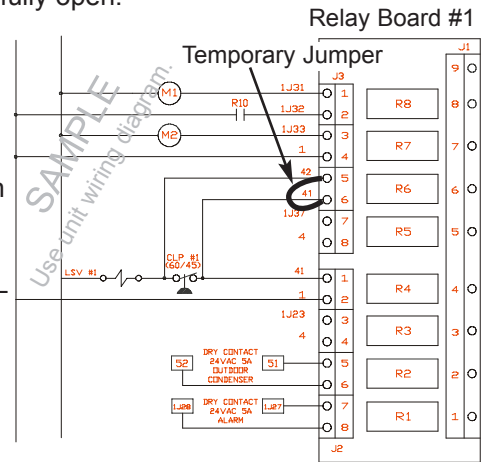 fully open.
Relay Board #1
Temporary Jumper
SAMPLE
Use unit wiring diagram.
J3
J1
M1
1J31
1
R8
9
R10
1J32
2
8
M2
1J33
3
R7
7
1
4
42
5
R6
6
41
6
1J37
7
R5
5
4
8
LSV #1
CLP #1
(60/45)
41
1
R4
4
1
2
1J23
3
R3
3
4
4
52
DRY CONTACT
24VAC 5A
OUTDOOR
CONDENSER
51
5
R2
2
6
1J28
DRY CONTACT
24VAC 5A
ALARM
1J27
7
R1
1
8
J2